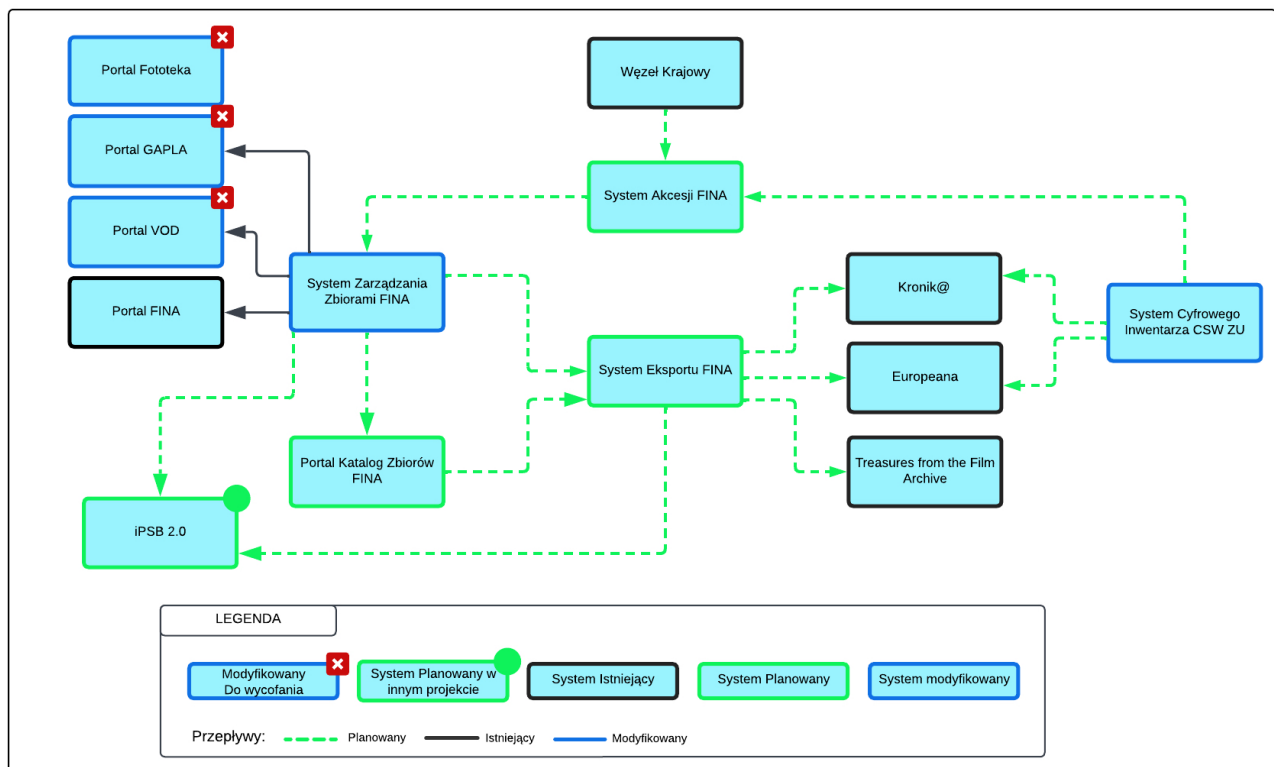 Portal Fototeka
Węzeł Krajowy
Portal GAPLA
System Akcesji FINA
Portal VOD
System Zarządzania
Zbiorami FINA
Kronik@
Portal FINA
System Cyfrowego
Inwentarza CSW ZU
System Eksportu FINA
Europeana
Portal Katalog Zbiorów
FINA
Treasures from the Film
Archive
iPSB 2.0
LEGENDA
Modyfikowany
Do wycofania
System Planowany w
innym projekcie
System Istniejący
System Planowany
System modyfikowany
Przepływy:
Planowany
Istniejący
Modyfikowany